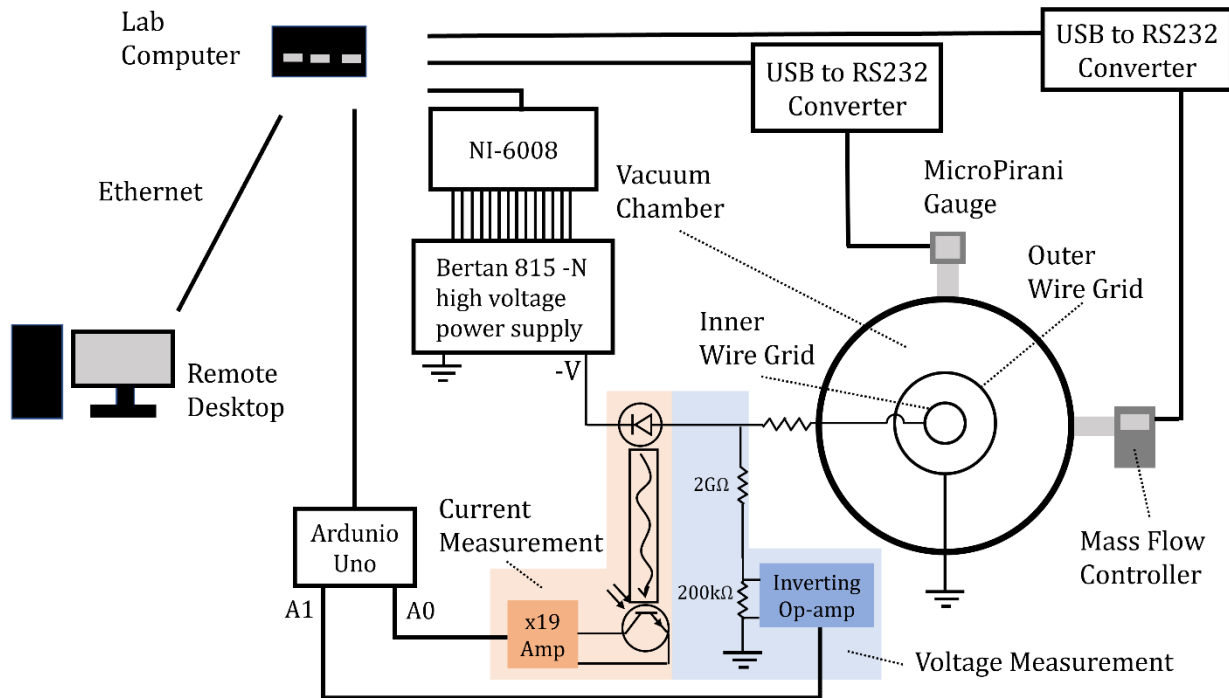 Lab
Computer
USB to RS232
Converter
USB to RS232
Converter
NI-6008
Ethernet
Vacuum
Chamber
MicroPirani
Gauge
Bertan 815 -N
high voltage
power supply
Outer
Wire Grid
Inner
Wire Grid
-V
Remote
Desktop
2GΩ
Current
Measurement
Ardunio
Uno
Mass Flow
Controller
A1
A0
x19
Amp
200kΩ
Inverting
Op-amp
Voltage Measurement